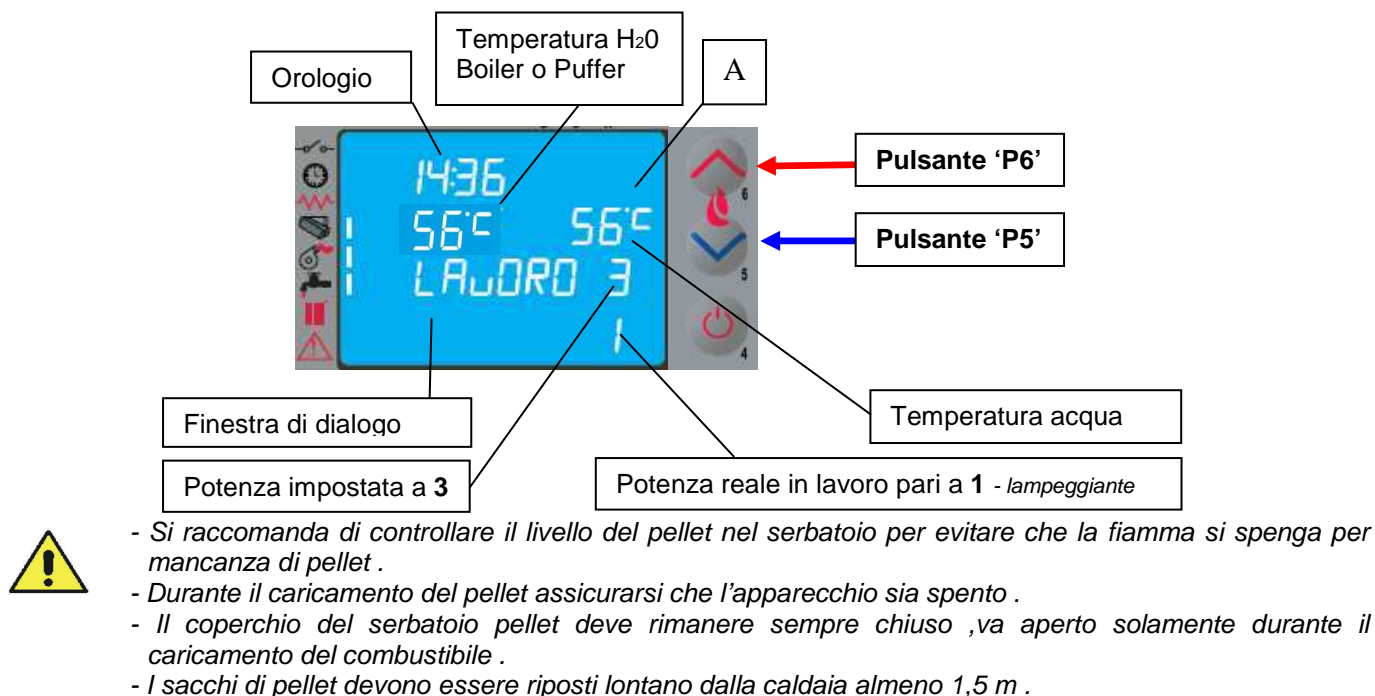 Temperatura H20
Boiler o Puffer
A
Orologio
14:36
Pulsante ‘P6’
6
56°C 56°C
Pulsante ‘P5’
5
LAvORO 3
1
4
Finestra di dialogo
Temperatura acqua
Potenza impostata a 3
Potenza reale in lavoro pari a 1 - lampeggiante
- Si raccomanda di controllare il livello del pellet nel serbatoio per evitare che la fiamma si spenga per
mancanza di pellet .
- Durante il caricamento del pellet assicurarsi che l’apparecchio sia spento .
- Il coperchio del serbatoio pellet deve rimanere sempre chiuso ,va aperto solamente durante il
caricamento del combustibile .
- I sacchi di pellet devono essere riposti lontano dalla caldaia almeno 1,5 m .